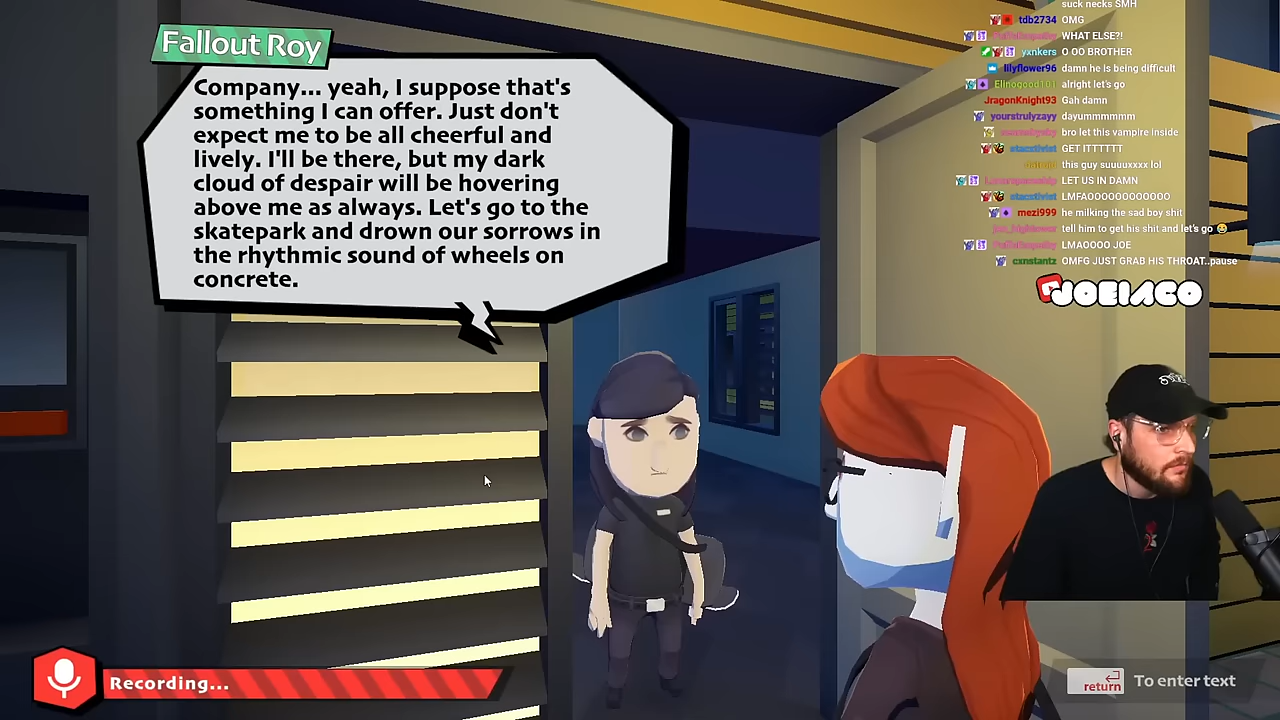 Fallout Roy
Company... yeah, I suppose that's
something I can offer. Just don't
expect me to be all cheerful and
lively. I'll be there, but my dark
cloud of despair will be hovering
above me as always. Let's go to the
skatepark and drown our sorrows in
the rhythmic sound of wheels on
concrete.
suck necks SMH
tdb2734 OMG
WHAT ELSE?!
yxnkers O OO BROTHER
lilyflower96 damn he is being difficult
alright let's go
JragonKnight93 Gah damn
yourstrulyzayy dayummmmmm
bro let this vampire inside
GET ITTTTT
this guy suuuuxxxx lol
LET US IN DAMN
LMFAOOOOOOOOOOO
mezi999 he milking the sad boy shit
tell him to get his shit and let's go
LMAOOOO JOE
cxnstantz OMFG JUST GRAB HIS THROAT..pause
JOEIACO
Recording...
return To enter text